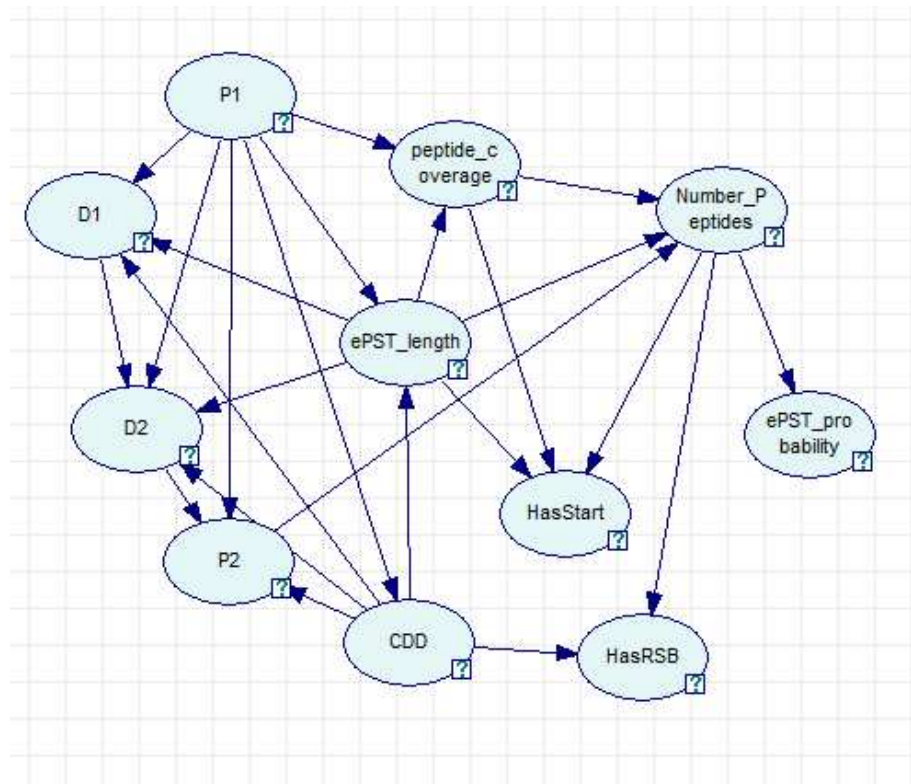 P1
?
peptide_c
overage
?
Number_P
eptides
?
D1
?
ePST_length
?
D2
?
ePST_pro
bability
?
HasStart
?
P2
?
CDD
?
HasRSB
?